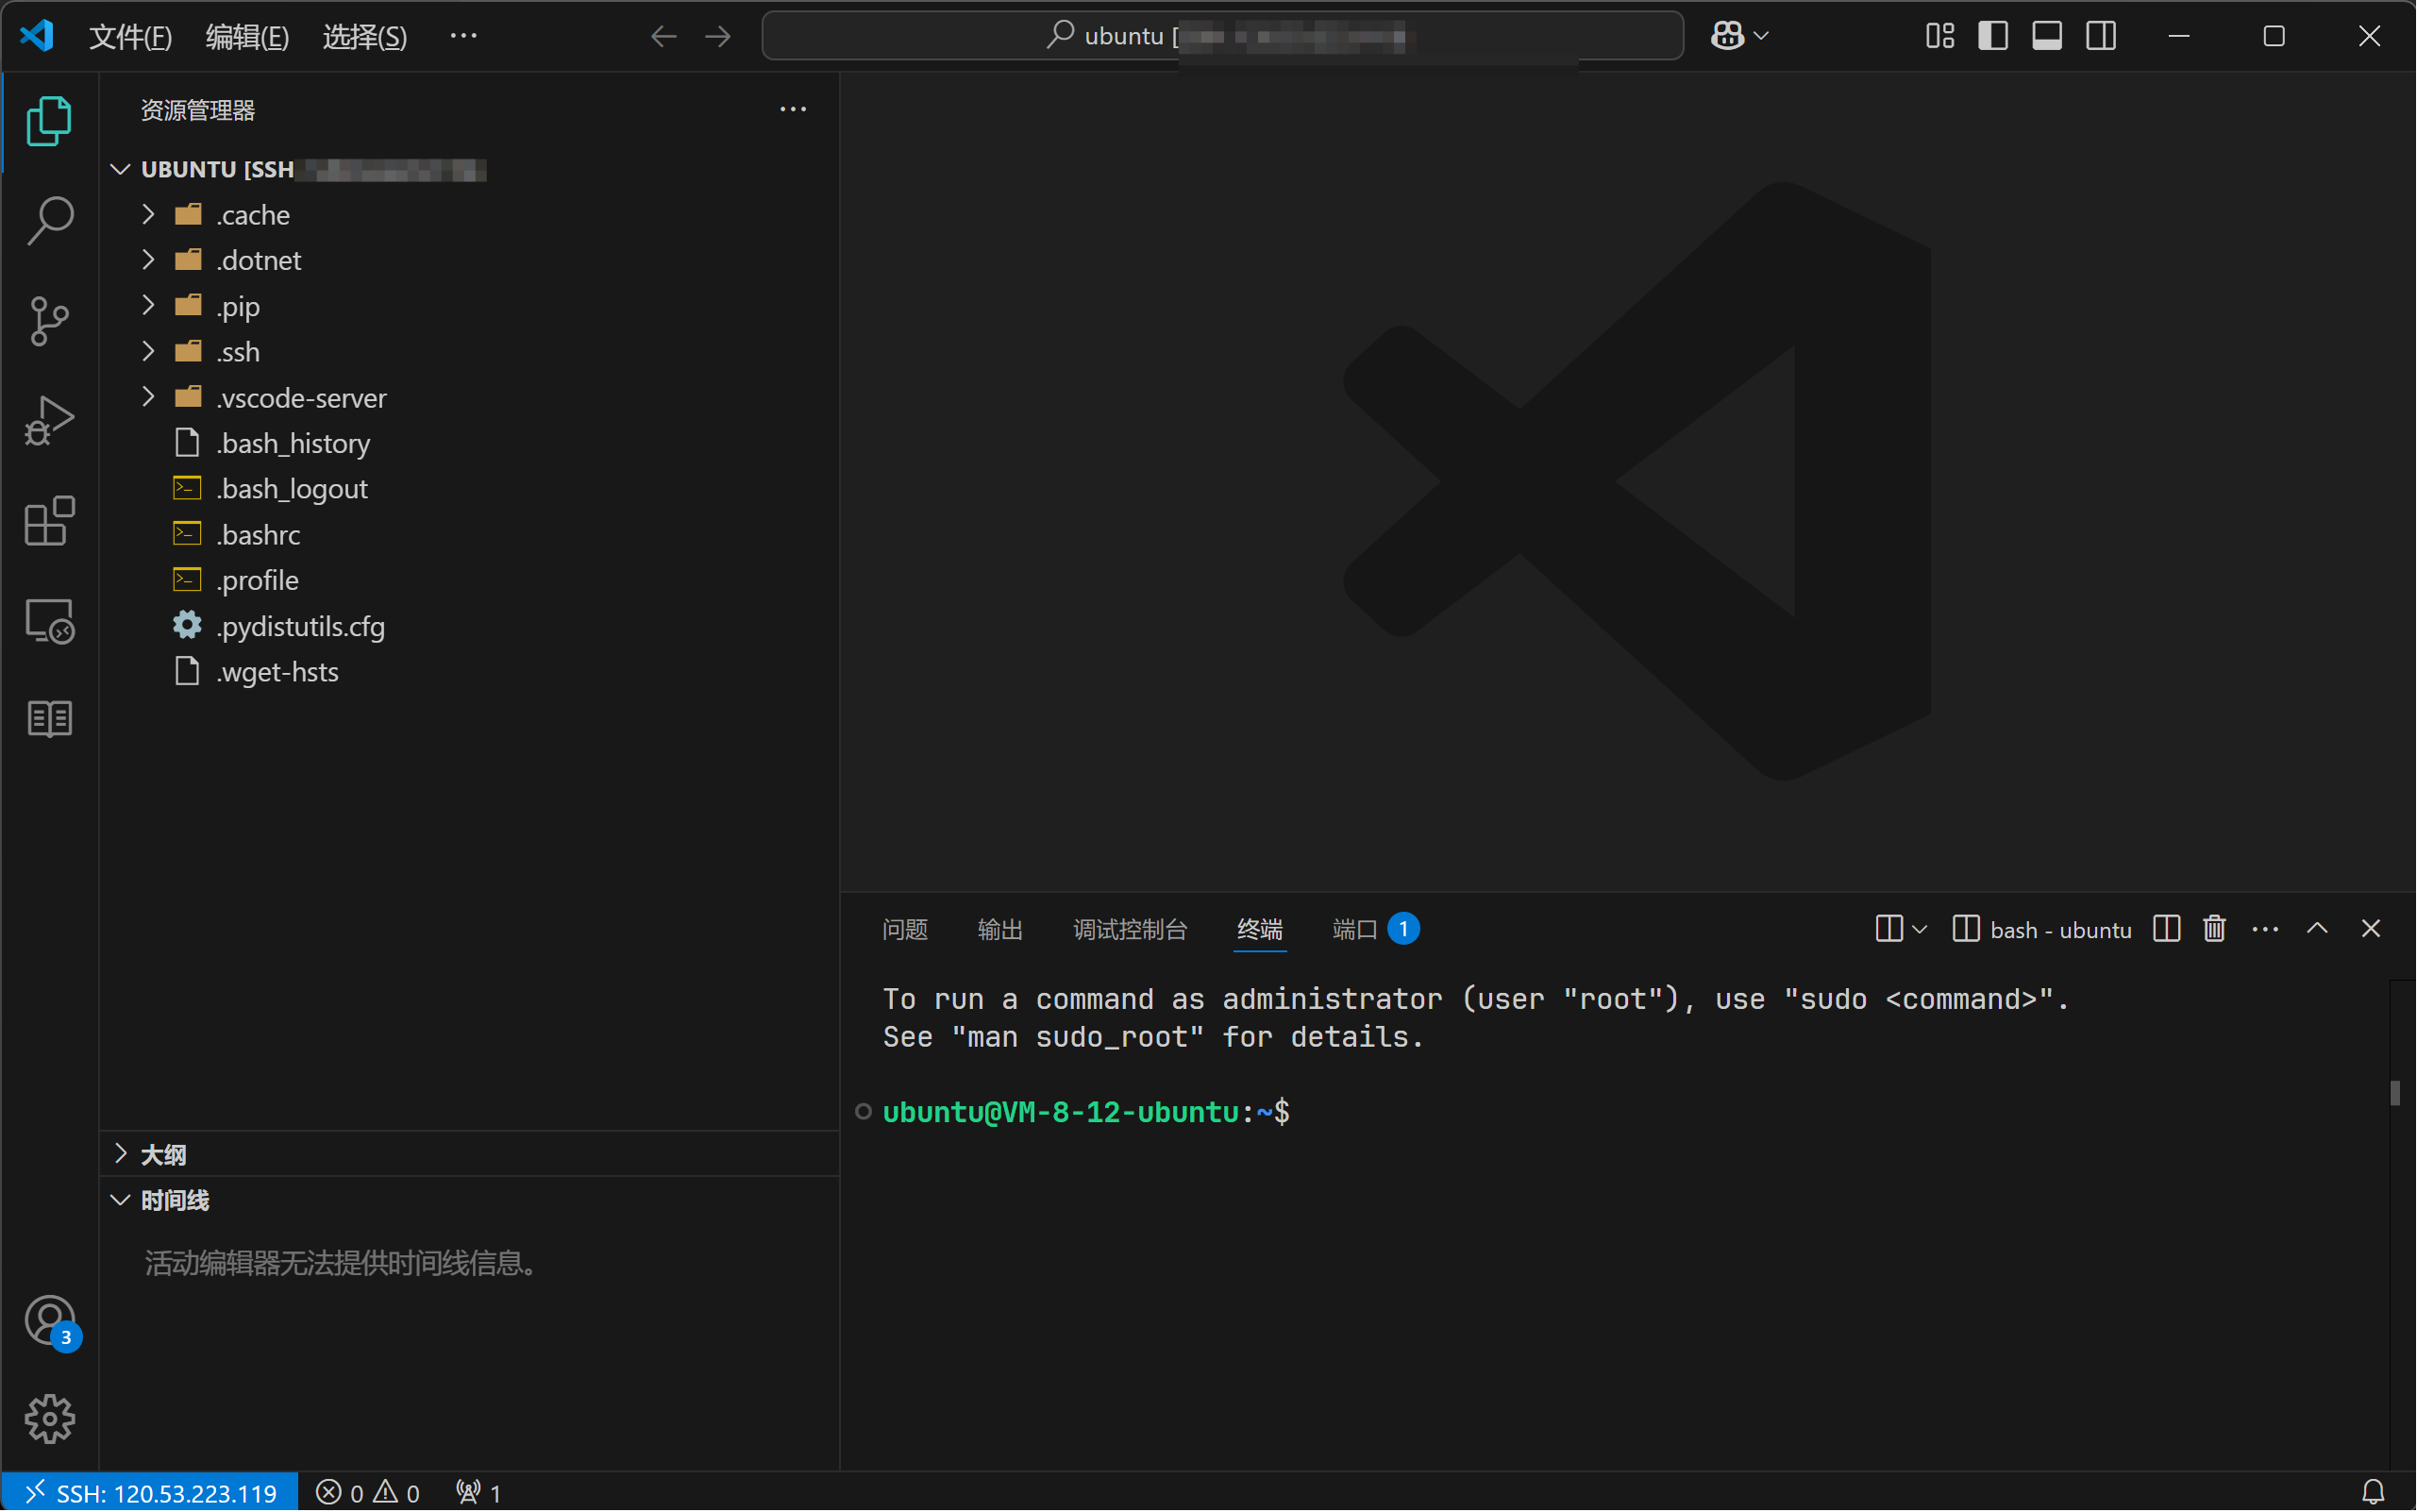 文件(F) 编辑(E) 选择(S) ··· ubuntu [
资源管理器
UBUNTU [SSH
.cache
.dotnet
.pip
.ssh
.vscode-server
.bash_history
.bash_logout
.bashrc
.profile
.pydistutils.cfg
.wget-hsts
大纲
时间线
活动编辑器无法提供时间线信息。
问题 输出 调试控制台 终端 端口 1 bash - ubuntu
To run a command as administrator (user "root"), use "sudo <command>".
See "man sudo_root" for details.
ubuntu@VM-8-12-ubuntu:~$
3
SSH: 120.53.223.119 0 0 1